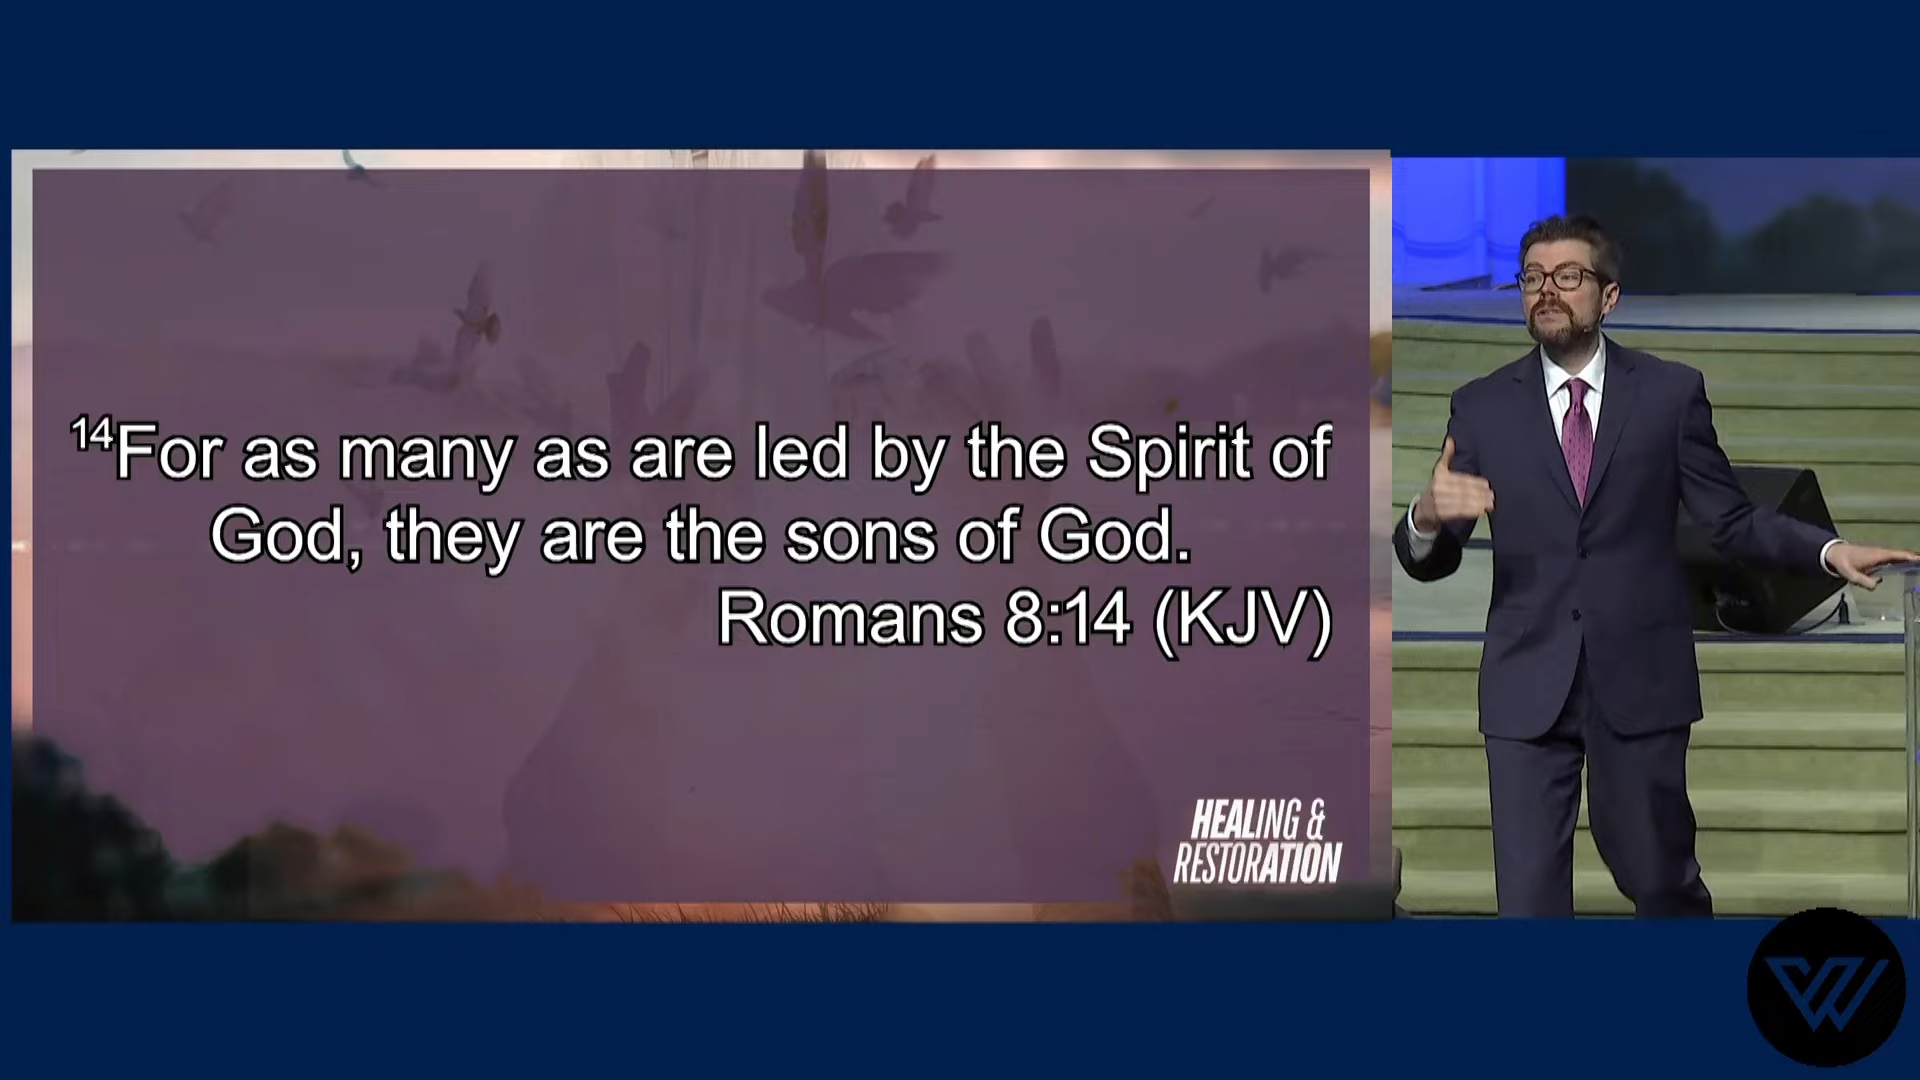 ¹⁴For as many as are led by the Spirit of
God, they are the sons of God.
Romans 8:14 (KJV)
HEALING &
RESTORATION